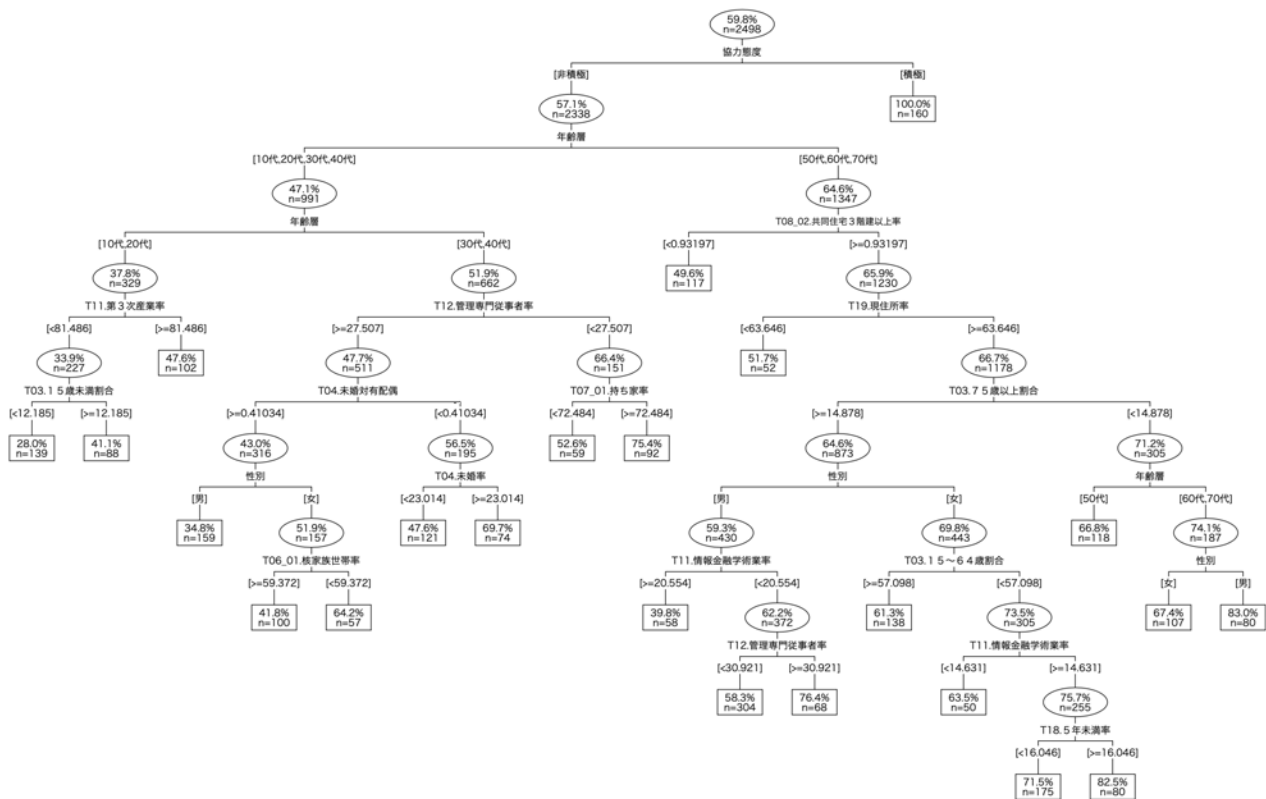 59.8%
n=2498
協力態度
[非積極]
[積極]
57.1%
n=2338
100.0%
n=160
年齢層
[10代,20代,30代,40代]
[50代,60代,70代]
47.1%
n=991
64.6%
n=1347
年齢層
T08_02.共同住宅3階建以上率
[10代,20代]
[30代,40代]
[<0.93197]
[>=0.93197]
37.8%
n=329
51.9%
n=662
49.6%
n=117
65.9%
n=1230
T11.第3次産業率
T12.管理専門従事者率
T19.現住所率
[<81.486]
[>=81.486]
[>=27.507]
[<27.507]
[<63.646]
[>=63.646]
33.9%
n=227
47.6%
n=102
47.7%
n=511
66.4%
n=151
51.7%
n=52
66.7%
n=1178
T03.15歳未満割合
T04.未婚対有配偶
T07_01.持ち家率
T03.75歳以上割合
[<12.185]
[>=12.185]
[>=0.41034]
[<0.41034]
[<72.484]
[>=72.484]
[>=14.878]
[<14.878]
28.0%
n=139
41.1%
n=88
43.0%
n=316
56.5%
n=195
52.6%
n=59
75.4%
n=92
64.6%
n=873
71.2%
n=305
性別
T04.未婚率
性別
年齢層
[男]
[女]
[<23.014]
[>=23.014]
[男]
[女]
[50代]
[60代,70代]
34.8%
n=159
51.9%
n=157
47.6%
n=121
69.7%
n=74
59.3%
n=430
69.8%
n=443
66.8%
n=118
74.1%
n=187
T06_01.核家族世帯率
T11.情報金融学術業率
T03.15~64歳割合
性別
[>=59.372]
[<59.372]
[>=20.554]
[<20.554]
[>=57.098]
[<57.098]
[女]
[男]
41.8%
n=100
64.2%
n=57
39.8%
n=58
62.2%
n=372
61.3%
n=138
73.5%
n=305
67.4%
n=107
83.0%
n=80
T12.管理専門従事者率
T11.情報金融学術業率
[<30.921]
[>=30.921]
[<14.631]
[>=14.631]
58.3%
n=304
76.4%
n=68
63.5%
n=50
75.7%
n=255
T18.5年未満率
[<16.046]
[>=16.046]
71.5%
n=175
82.5%
n=80